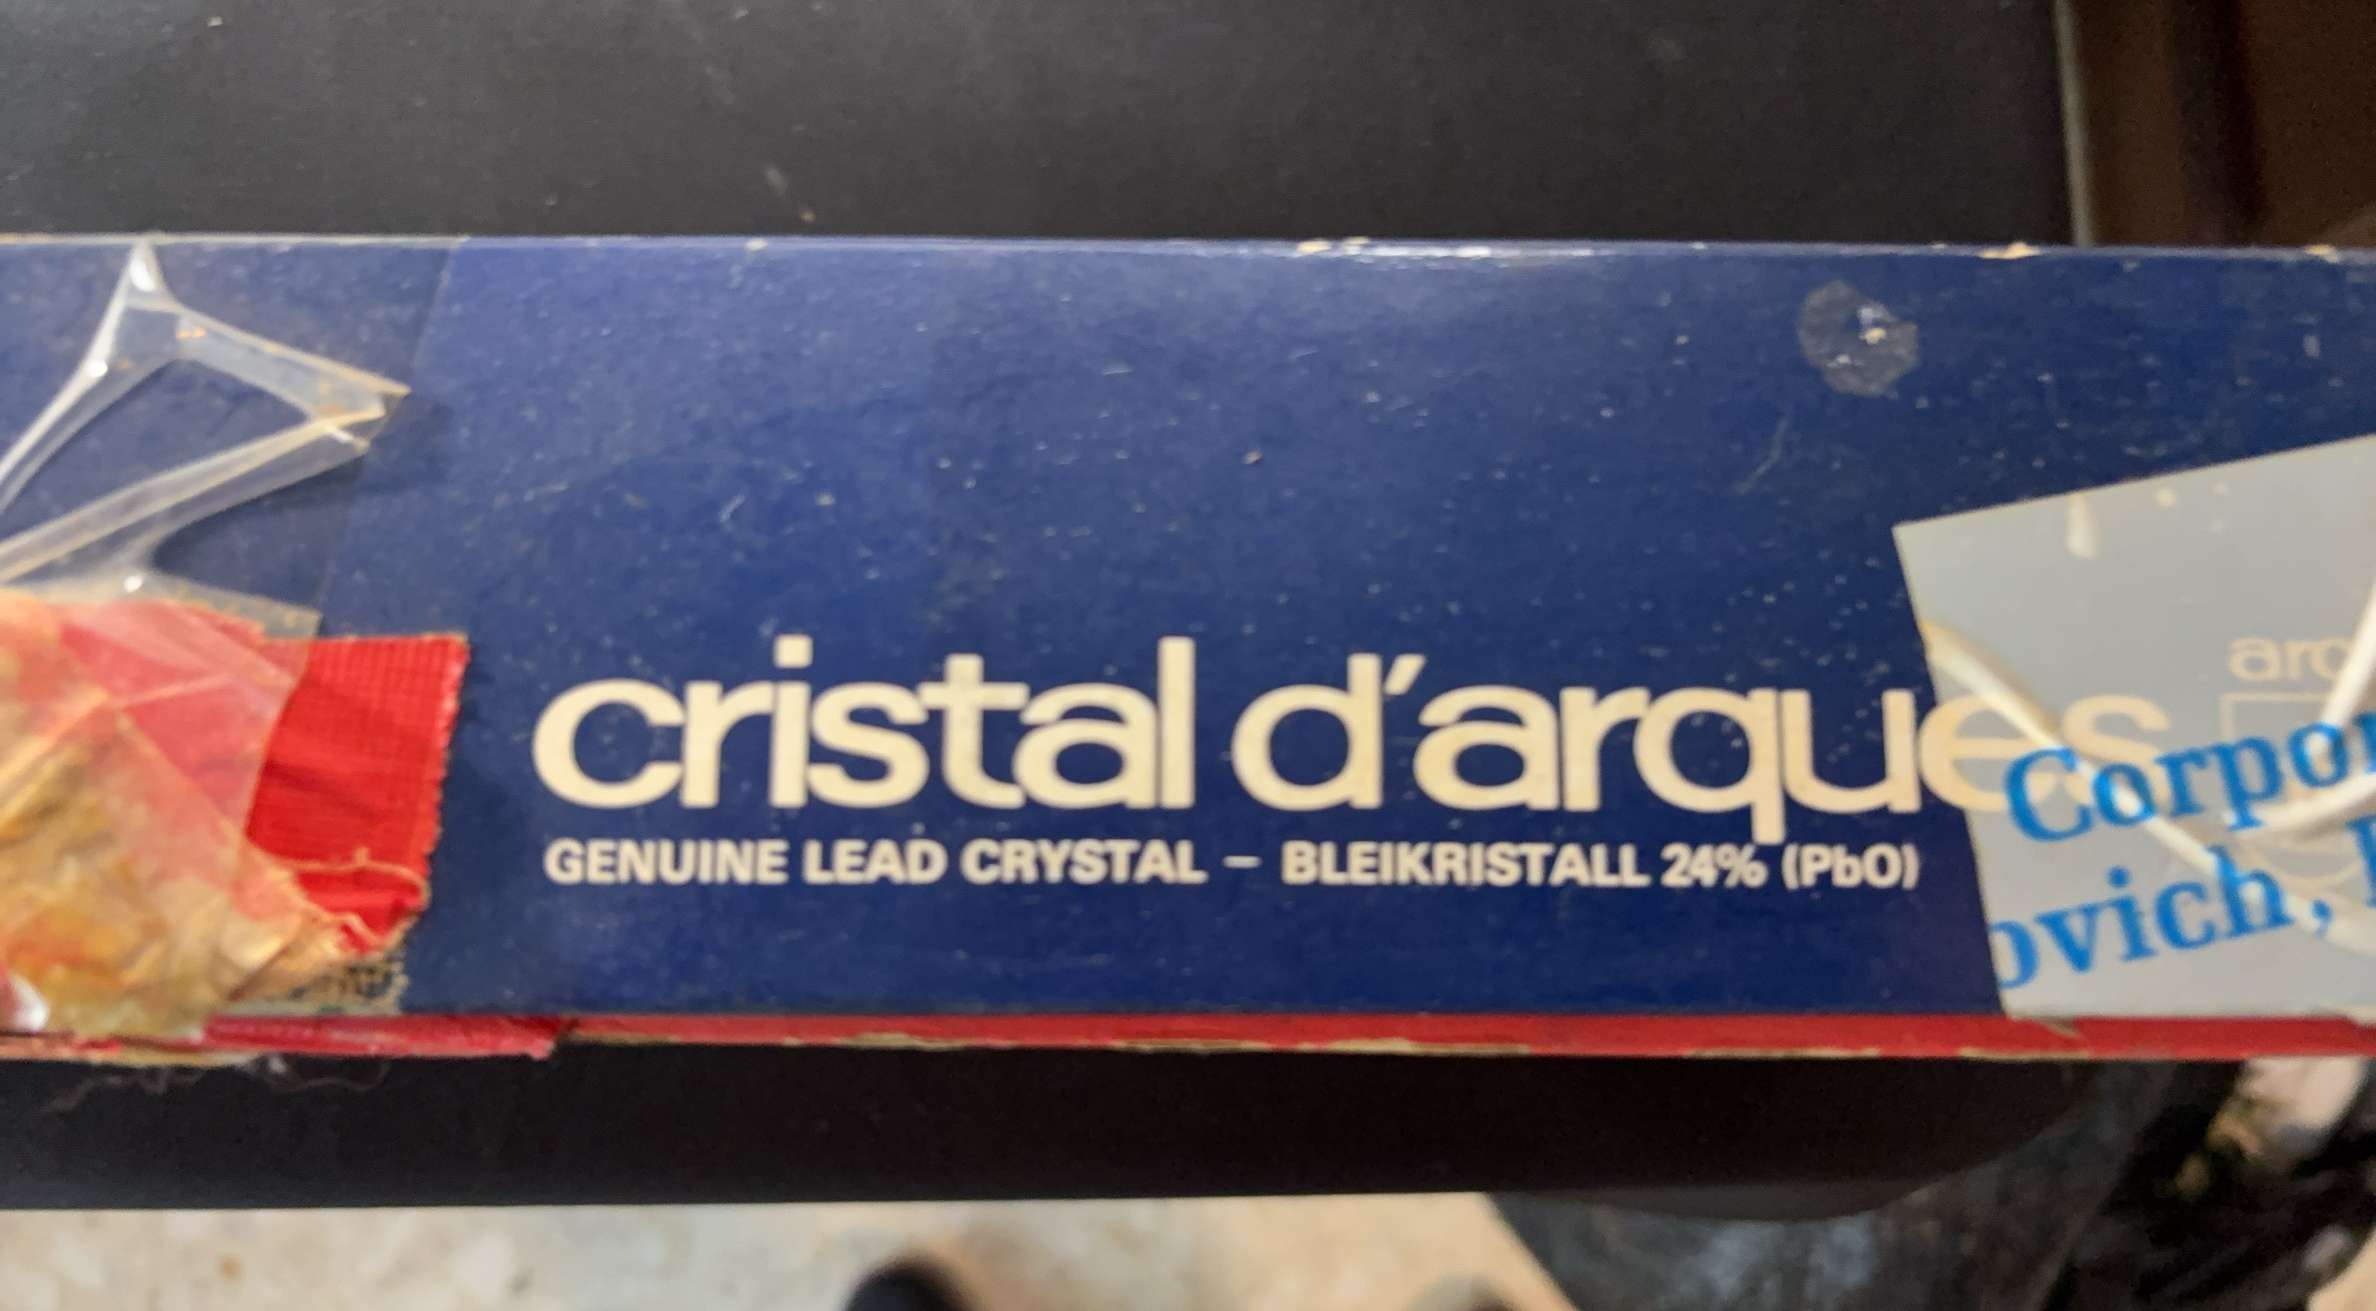 cristal d'arques
GENUINE LEAD CRYSTAL – BLEIKRISTALL 24% (PbO)